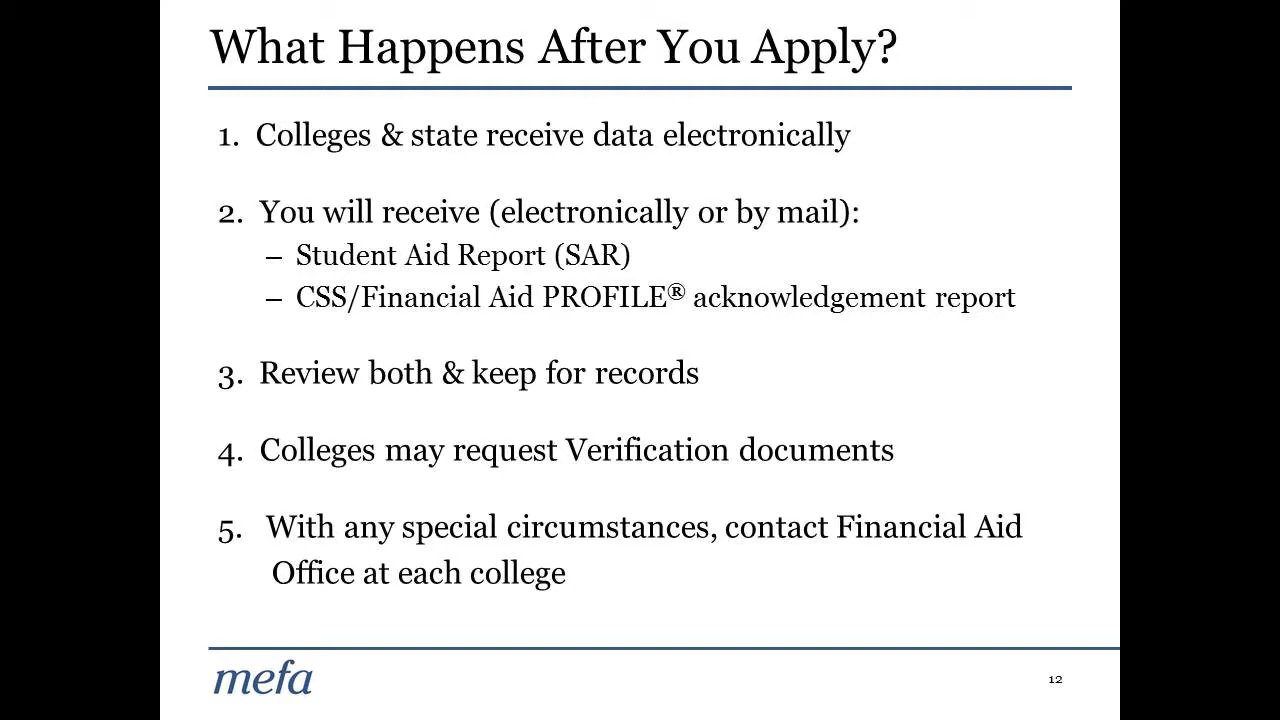 What Happens After You Apply?
1. Colleges & state receive data electronically
2. You will receive (electronically or by mail):
– Student Aid Report (SAR)
– CSS/Financial Aid PROFILE® acknowledgement report
3. Review both & keep for records
4. Colleges may request Verification documents
5. With any special circumstances, contact Financial Aid
Office at each college
mefa
12